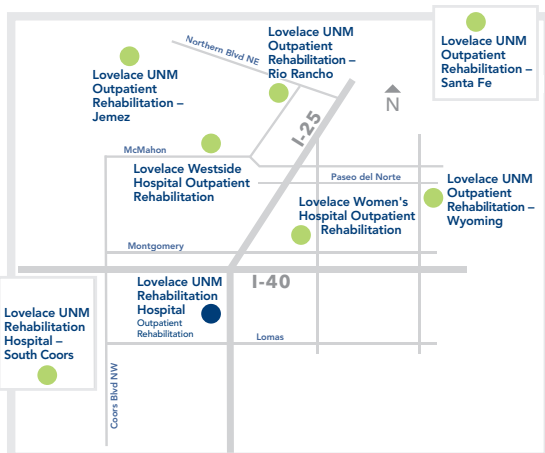 Northern Blvd NE
Lovelace UNM
Outpatient
Rehabilitation –
Rio Rancho
Lovelace UNM
Outpatient
Rehabilitation –
Santa Fe
Lovelace UNM
Outpatient
Rehabilitation –
Jemez
N
I-25
McMahon
Lovelace Westside
Hospital Outpatient
Rehabilitation
Paseo del Norte
Lovelace UNM
Outpatient
Rehabilitation –
Wyoming
Lovelace Women's
Hospital Outpatient
Rehabilitation
Montgomery
I-40
Lovelace UNM
Rehabilitation
Hospital
Outpatient
Rehabilitation
Lovelace UNM
Rehabilitation
Hospital –
South Coors
Lomas
Coors Blvd NW